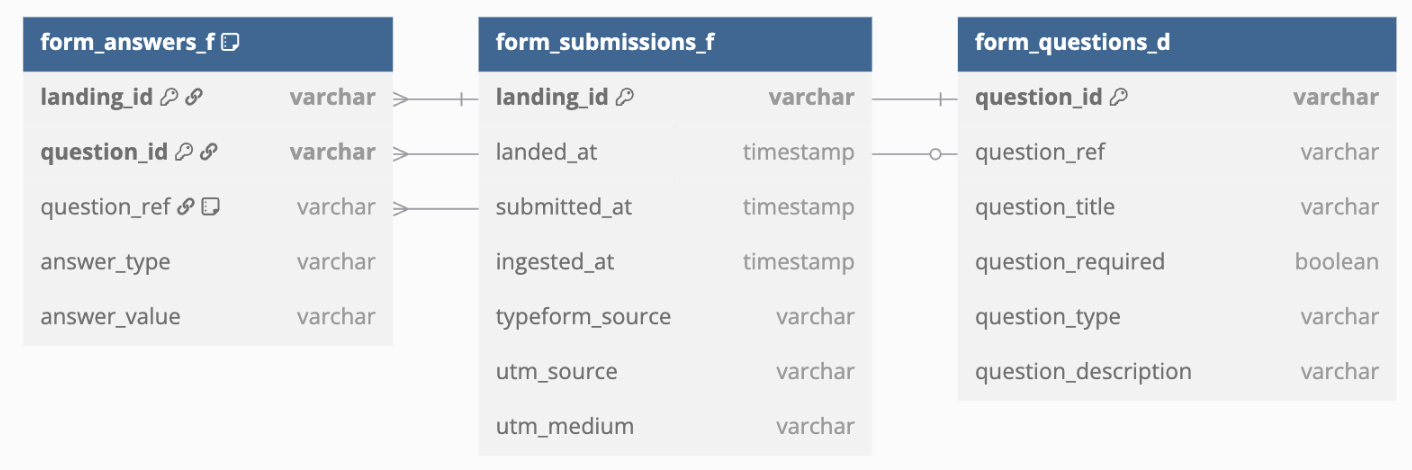 form_answers_f
landing_id varchar
question_id varchar
question_ref varchar
answer_type varchar
answer_value varchar
form_submissions_f
landing_id varchar
landed_at timestamp
submitted_at timestamp
ingested_at timestamp
typeform_source varchar
utm_source varchar
utm_medium varchar
form_questions_d
question_id varchar
question_ref varchar
question_title varchar
question_required boolean
question_type varchar
question_description varchar